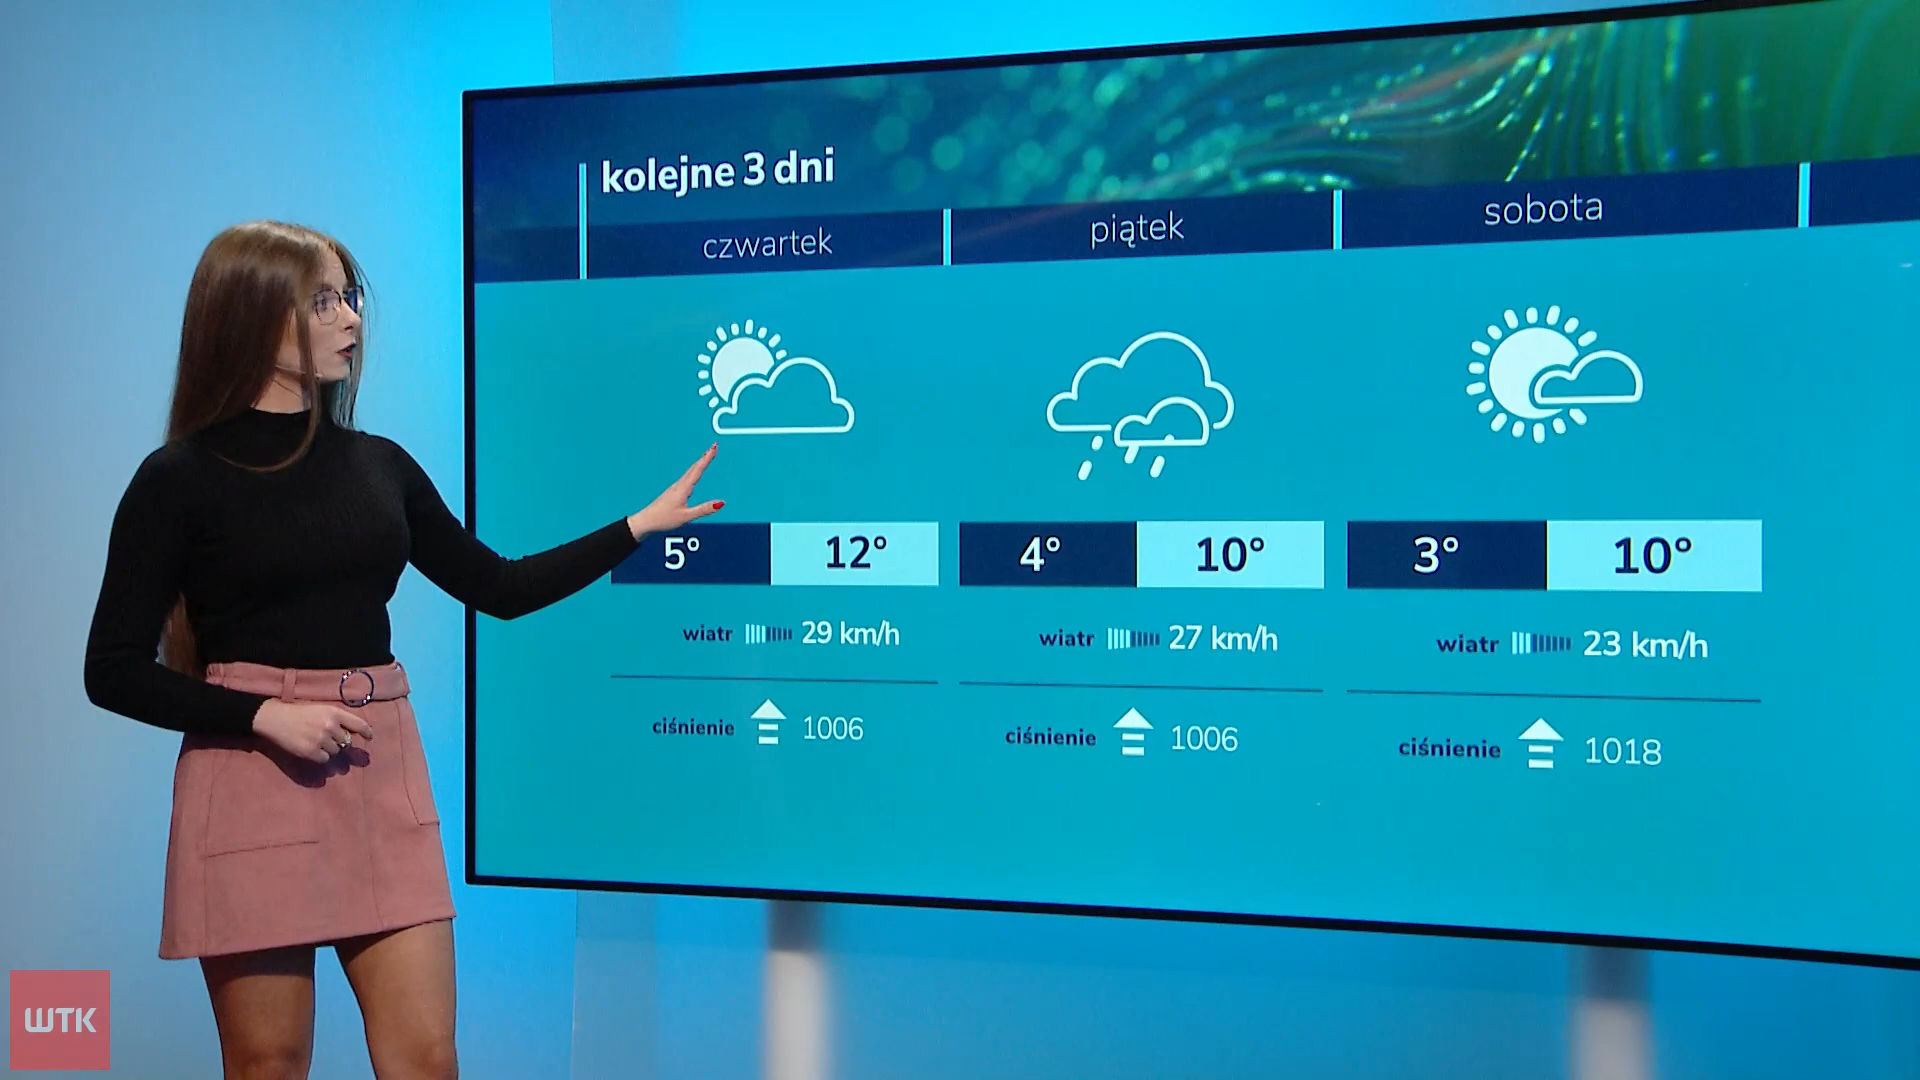 kolejne 3 dni
czwartek piątek sobota
5° 12° 4° 10° 3° 10°
wiatr 29 km/h wiatr 27 km/h wiatr 23 km/h
ciśnienie 1006 ciśnienie 1006 ciśnienie 1018
WTK